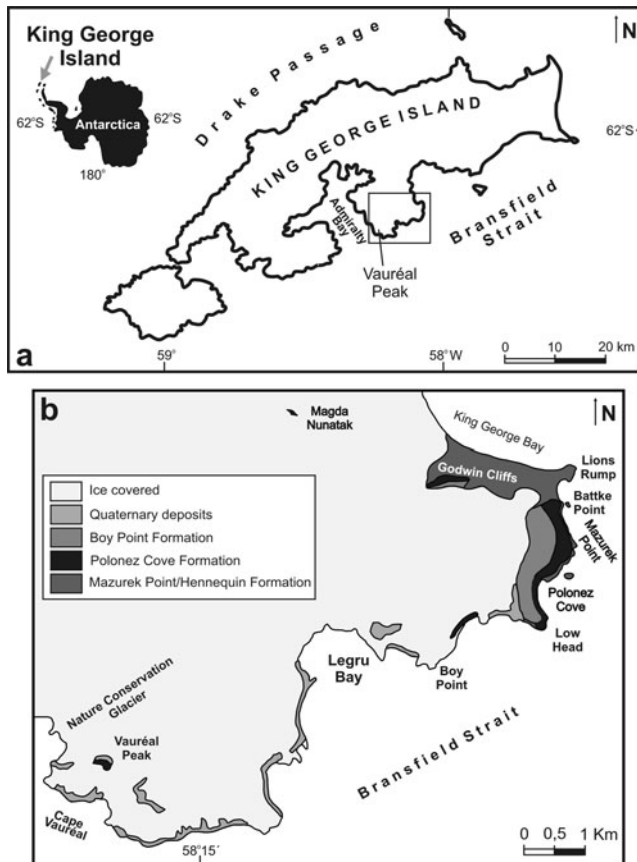 King George
Island
62°S
Antarctica
62°S
180°
Drake Passage
N
KING GEORGE ISLAND
62°S
Admiralty
Bay
Bransfield
Strait
Vauréal
Peak
a
59°
58°W
0 10 20 km
b
N
Magda
Nunatak
King George Bay
Godwin Cliffs
Lions
Rump
Battke
Point
Mazurek
Point
Ice covered
Quaternary deposits
Boy Point Formation
Polonez Cove Formation
Mazurek Point/Hennequin Formation
Polonez
Cove
Low
Head
Legru
Bay
Boy
Point
Nature Conservation
Glacier
Vauréal
Peak
Bransfield Strait
Cape
Vauréal
58°15´
0 0,5 1 Km